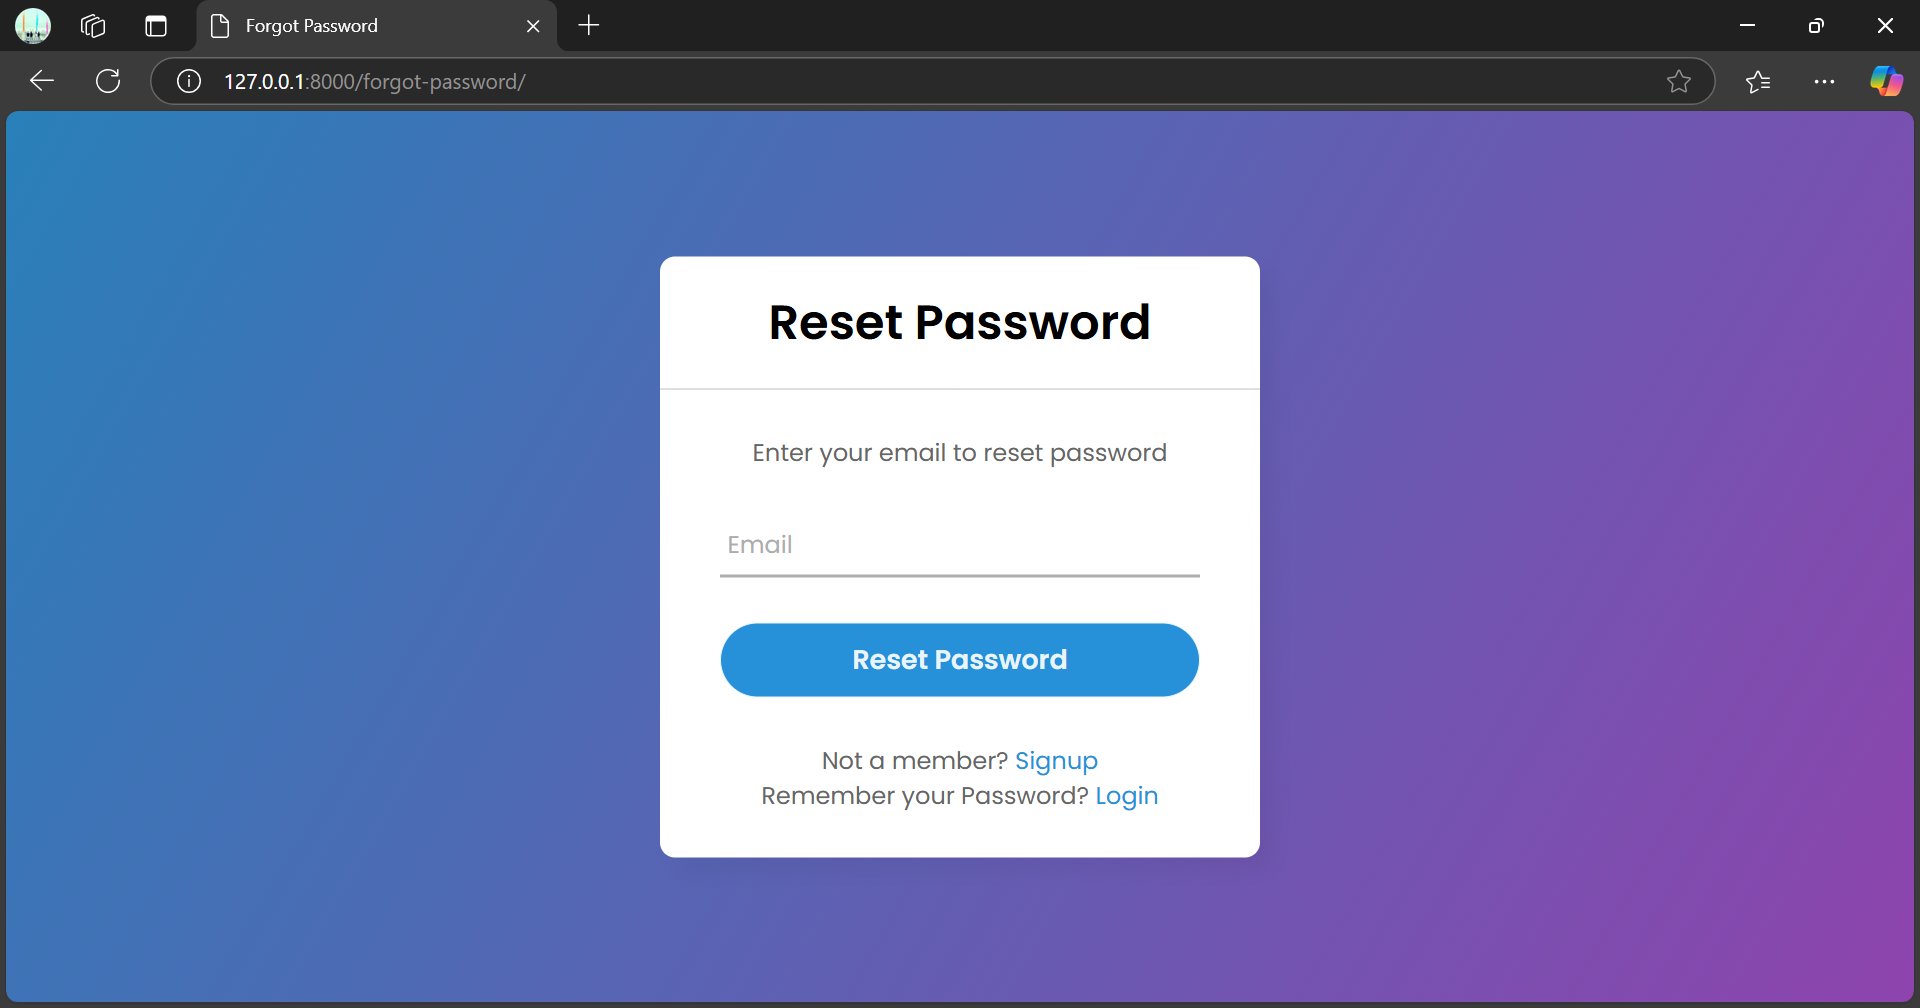 Forgot Password
127.0.0.1:8000/forgot-password/
Reset Password
Enter your email to reset password
Email
Reset Password
Not a member? Signup
Remember your Password? Login